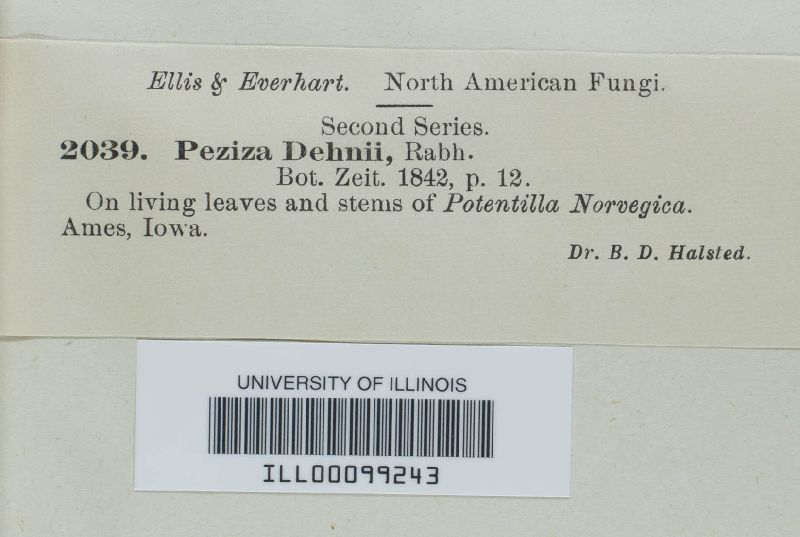 Ellis & Everhart. North American Fungi.
Second Series.
2039. Peziza Dehnii, Rabh.
Bot. Zeit. 1842, p. 12.
On living leaves and stems of Potentilla Norvegica.
Ames, Iowa.
Dr. B. D. Halsted.
UNIVERSITY OF ILLINOIS
ILL00099243